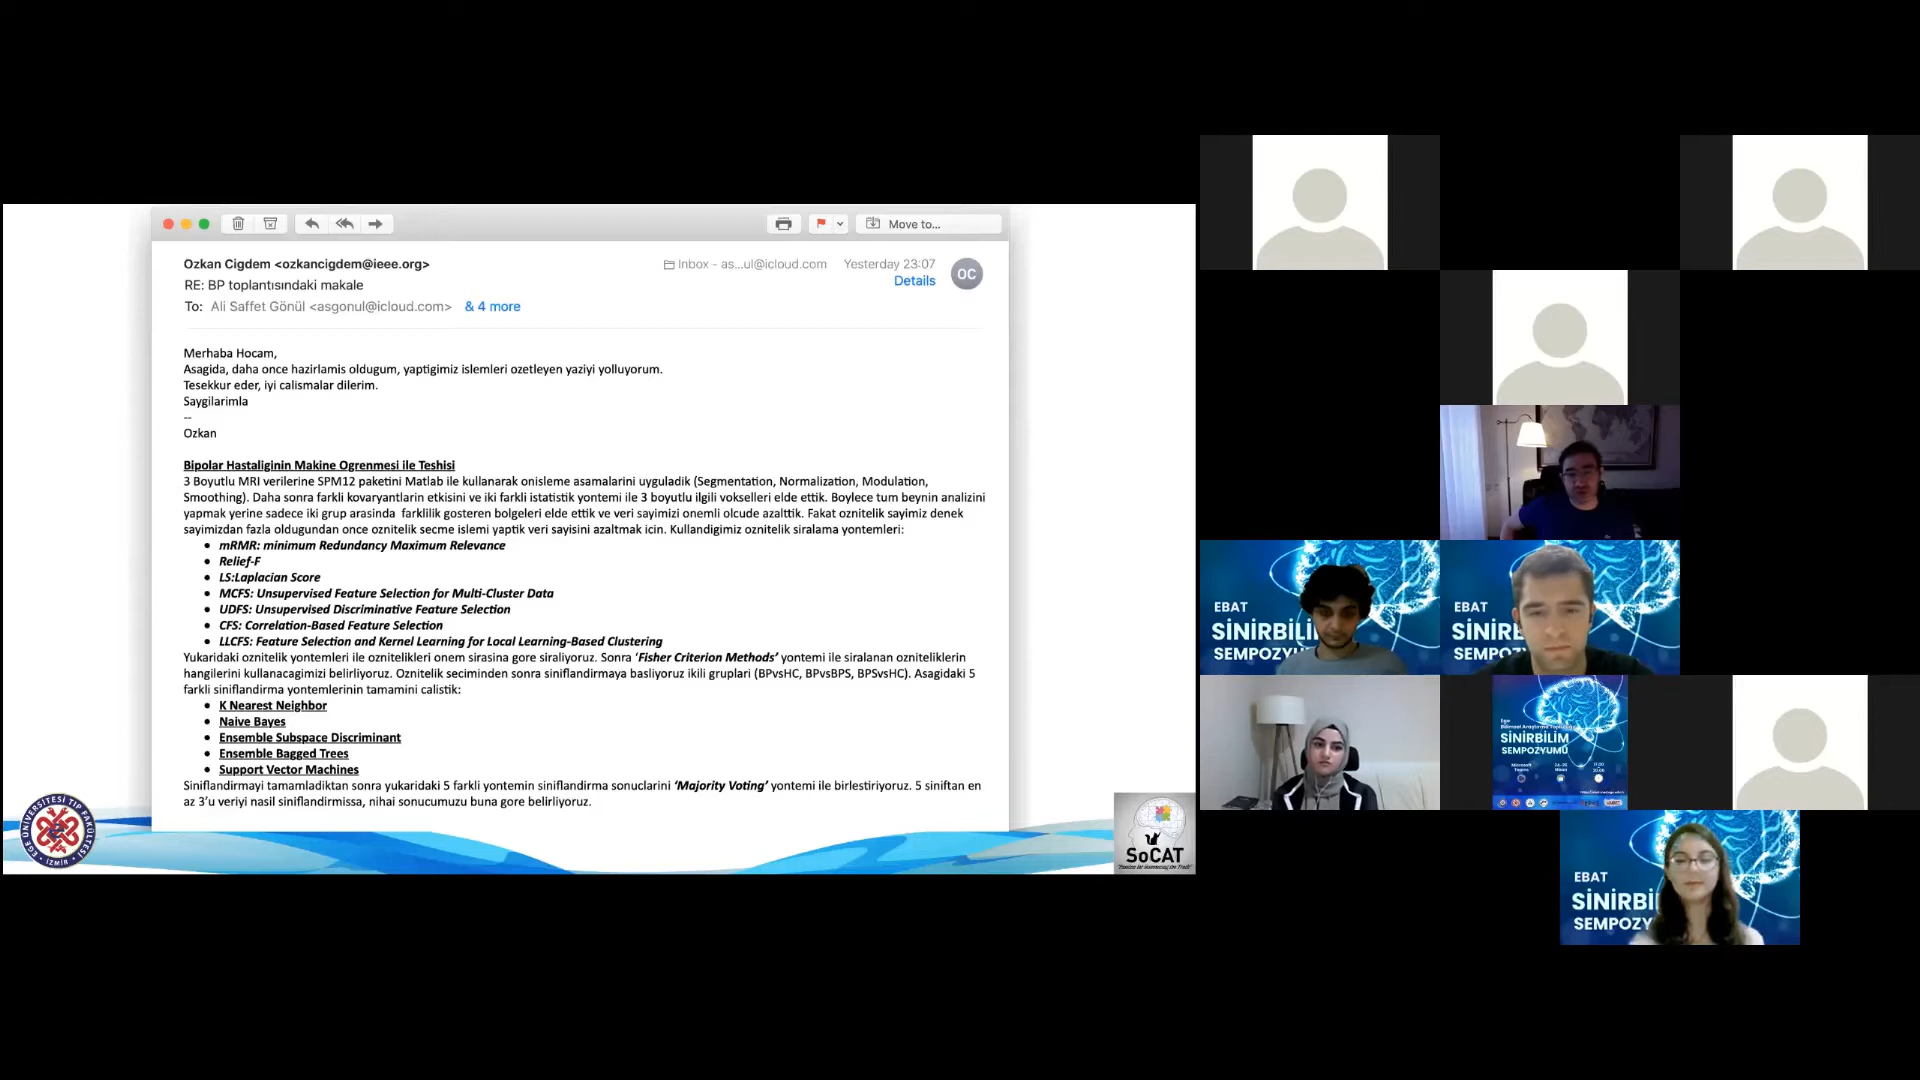 Move to...
Ozkan Cigdem <ozkancigdem@ieee.org>
Inbox - as...ul@icloud.com
Yesterday 23:07
OC
RE: BP toplantısındaki makale
Details
To: Ali Saffet Gönül <asgonul@icloud.com> & 4 more
Merhaba Hocam,
Asagida, daha once hazirlamis oldugum, yaptigimiz islemleri ozetleyen yaziyi yolluyorum.
Tesekkur eder, iyi calismalar dilerim.
Saygilarimla
--
Ozkan
Bipolar Hastaliginin Makine Ogrenmesi ile Teshisi
3 Boyutlu MRI verilerine SPM12 paketini Matlab ile kullanarak onisleme asamalarini uyguladik (Segmentation, Normalization, Modulation,
Smoothing). Daha sonra farkli kovaryantlarin etkisini ve iki farkli istatistik yontemi ile 3 boyutlu ilgili vokselleri elde ettik. Boylece tum beynin analizini
yapmak yerine sadece iki grup arasinda farklilik gosteren bolgeleri elde ettik ve veri sayimizi onemli olcude azalttik. Fakat oznitelik sayimiz denek
sayimizdan fazla oldugundan once oznitelik secme islemi yaptik veri sayisini azaltmak icin. Kullandigimiz oznitelik siralama yontemleri:
• mRMR: minimum Redundancy Maximum Relevance
• Relief-F
• LS:Laplacian Score
• MCFS: Unsupervised Feature Selection for Multi-Cluster Data
• UDFS: Unsupervised Discriminative Feature Selection
• CFS: Correlation-Based Feature Selection
• LLCFS: Feature Selection and Kernel Learning for Local Learning-Based Clustering
Yukaridaki oznitelik yontemleri ile oznitelikleri onem sirasina gore siraliyoruz. Sonra ‘Fisher Criterion Methods’ yontemi ile siralanan ozniteliklerin
hangilerini kullanacagimizi belirliyoruz. Oznitelik seciminden sonra siniflandirmaya basliyoruz ikili gruplari (BPvsHC, BPvsBPS, BPSvsHC). Asagidaki 5
farkli siniflandirma yontemlerinin tamamini calistik:
• K Nearest Neighbor
• Naive Bayes
• Ensemble Subspace Discriminant
• Ensemble Bagged Trees
• Support Vector Machines
Siniflandirmayi tamamladiktan sonra yukaridaki 5 farkli yontemin siniflandirma sonuclarini ‘Majority Voting’ yontemi ile birlestiriyoruz. 5 siniftan en
az 3’u veriyi nasil siniflandirmissa, nihai sonucumuzu buna gore belirliyoruz.
EGE ÜNİVERSİTESİ TIP FAKÜLTESİ
İZMİR
SoCAT
EBAT
SİNİRBİLİ
SEMPOZYU
EBAT
SİNİRB
SEMPOZ
SİNİRBİLİM
SEMPOZYUMU
EBAT
SİNİRBİ
SEMPOZY